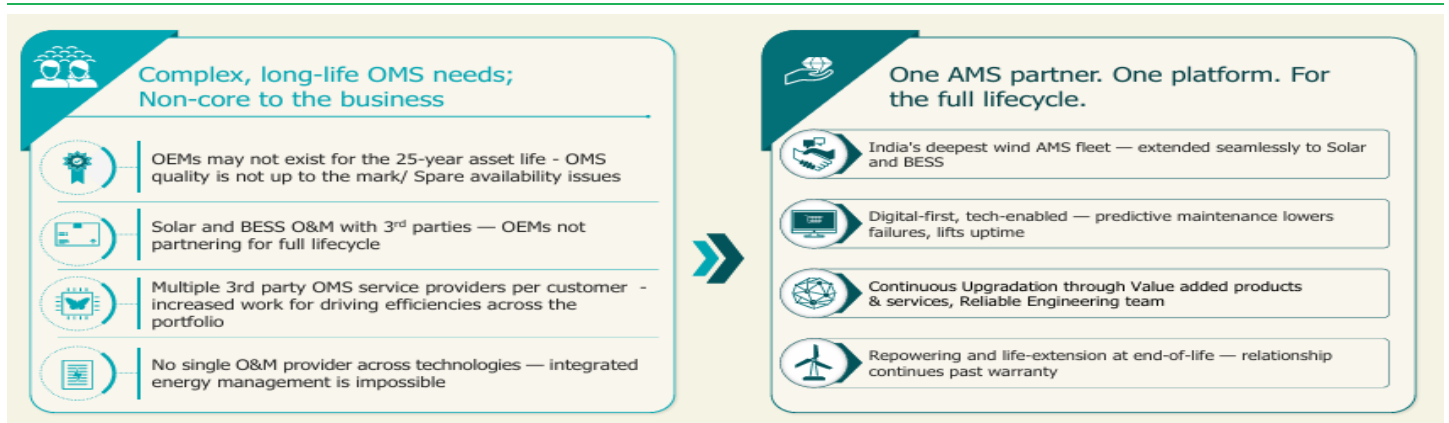 Complex, long-life OMS needs;
Non-core to the business
OEMs may not exist for the 25-year asset life - OMS
quality is not up to the mark/ Spare availability issues
Solar and BESS O&M with 3rd parties — OEMs not
partnering for full lifecycle
Multiple 3rd party OMS service providers per customer -
increased work for driving efficiencies across the
portfolio
No single O&M provider across technologies — integrated
energy management is impossible
One AMS partner. One platform. For
the full lifecycle.
India's deepest wind AMS fleet — extended seamlessly to Solar
and BESS
Digital-first, tech-enabled — predictive maintenance lowers
failures, lifts uptime
Continuous Upgradation through Value added products
& services, Reliable Engineering team
Repowering and life-extension at end-of-life — relationship
continues past warranty